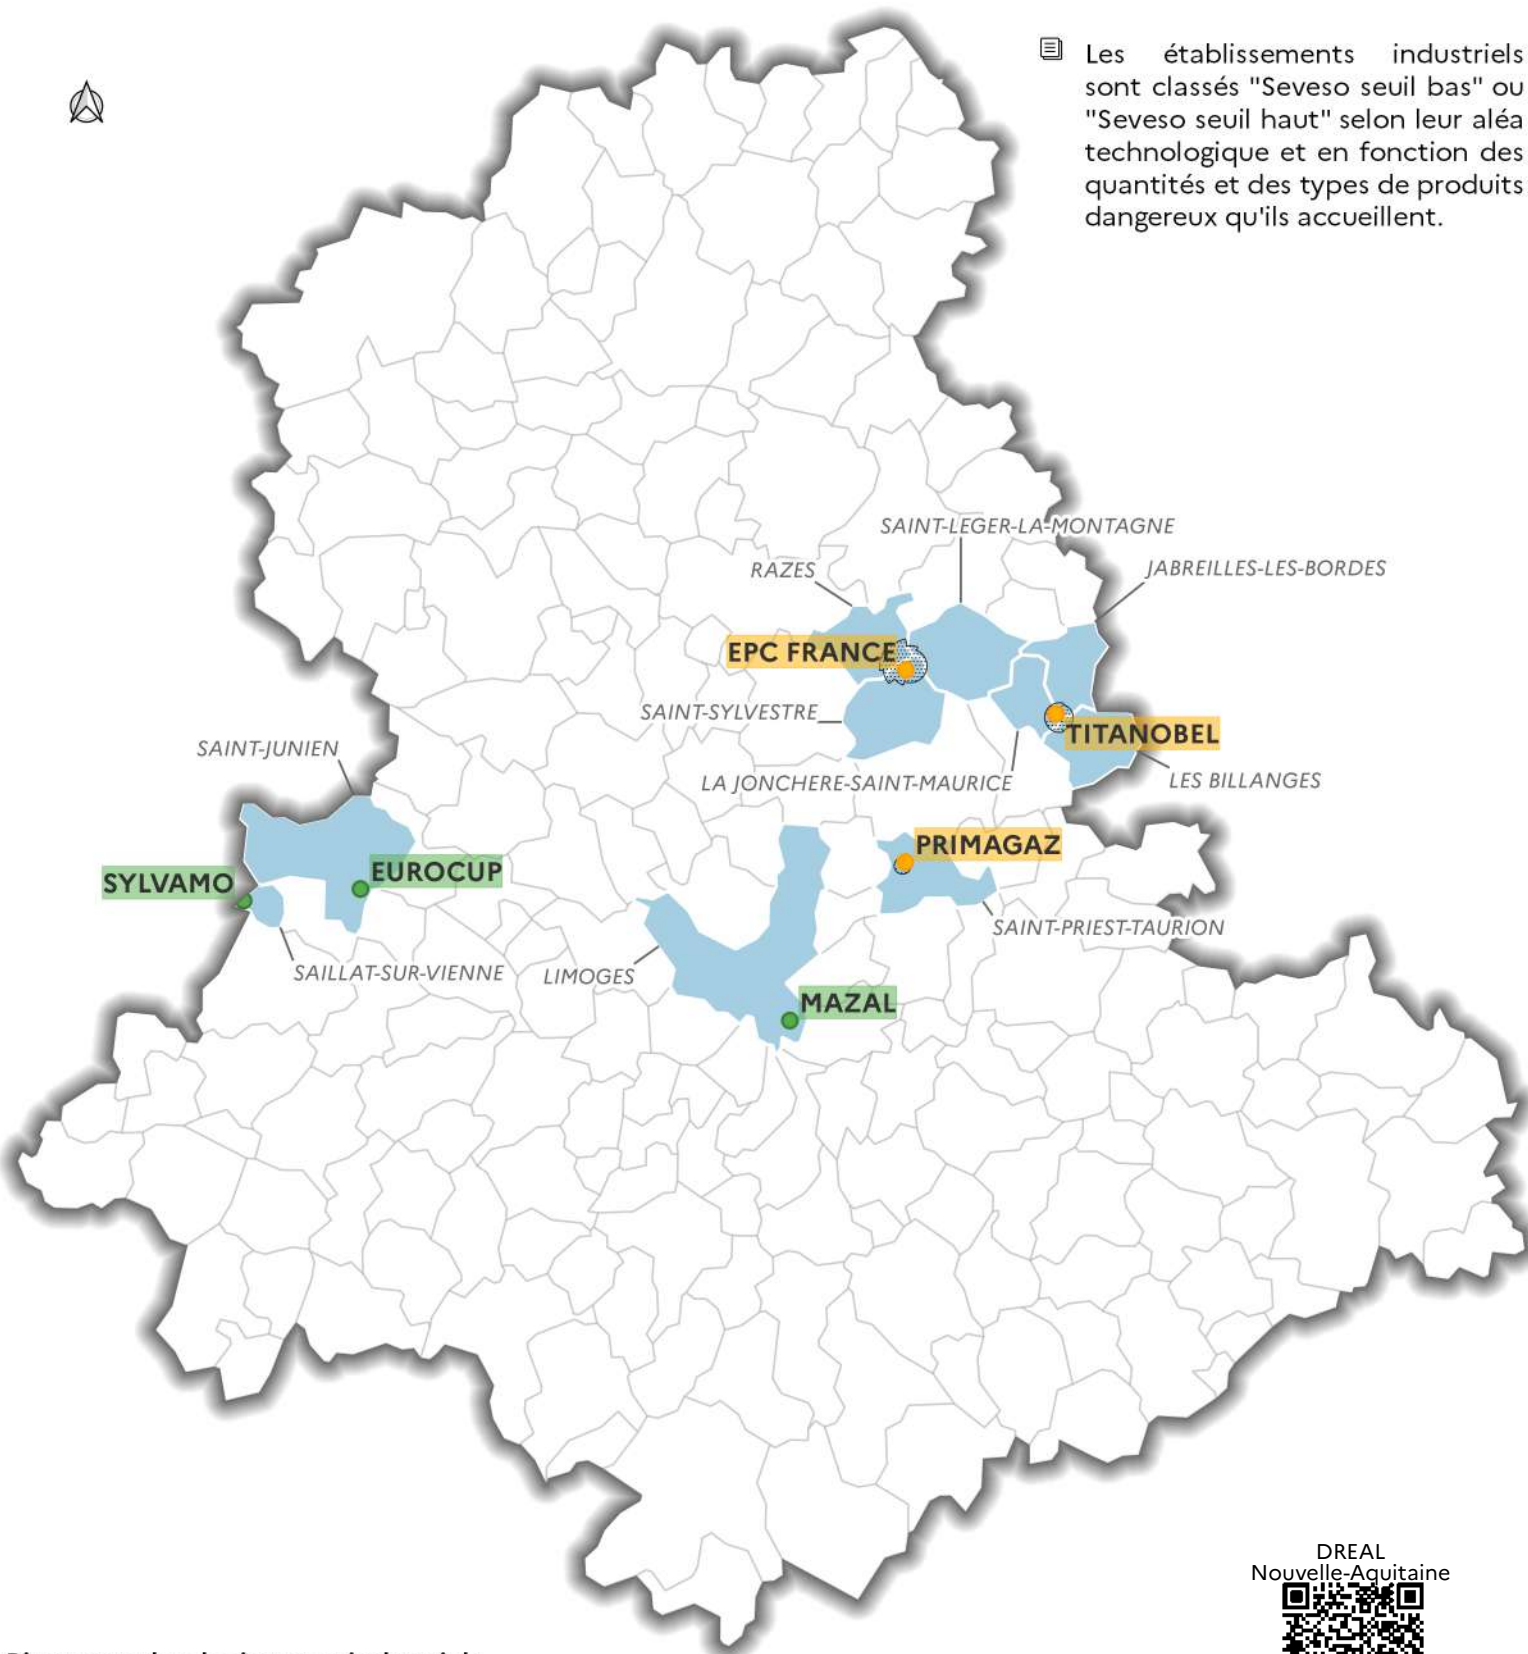 Les établissements industriels
sont classés "Seveso seuil bas" ou
"Seveso seuil haut" selon leur aléa
technologique et en fonction des
quantités et des types de produits
dangereux qu'ils accueillent.
SAINT-LEGER-LA-MONTAGNE
RAZES
JABREILLES-LES-BORDES
EPC FRANCE
SAINT-SYLVESTRE
TITANOBEL
SAINT-JUNIEN
LA JONCHERE-SAINT-MAURICE
LES BILLANGES
PRIMAGAZ
EUROCUP
SYLVAMO
SAINT-PRIEST-TAURION
SAILLAT-SUR-VIENNE
LIMOGES
MAZAL
DREAL
Nouvelle-Aquitaine